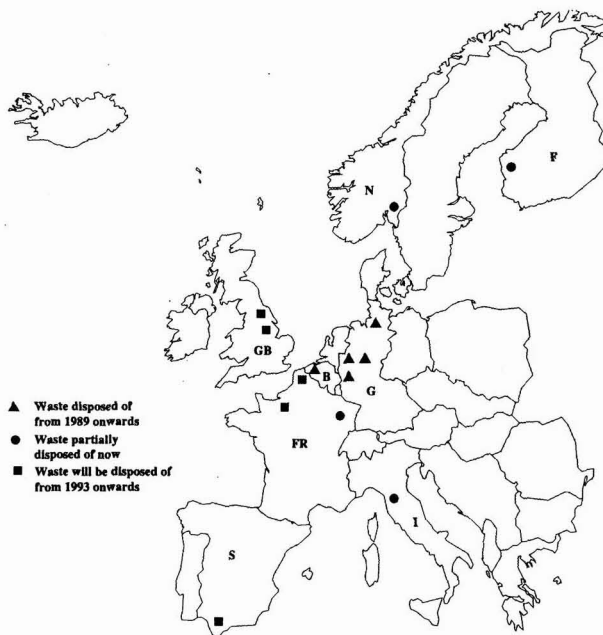 F
N
GB
B
G
▲ Waste disposed of
from 1989 onwards
● Waste partially
disposed of now
■ Waste will be disposed of
from 1993 onwards
FR
I
S